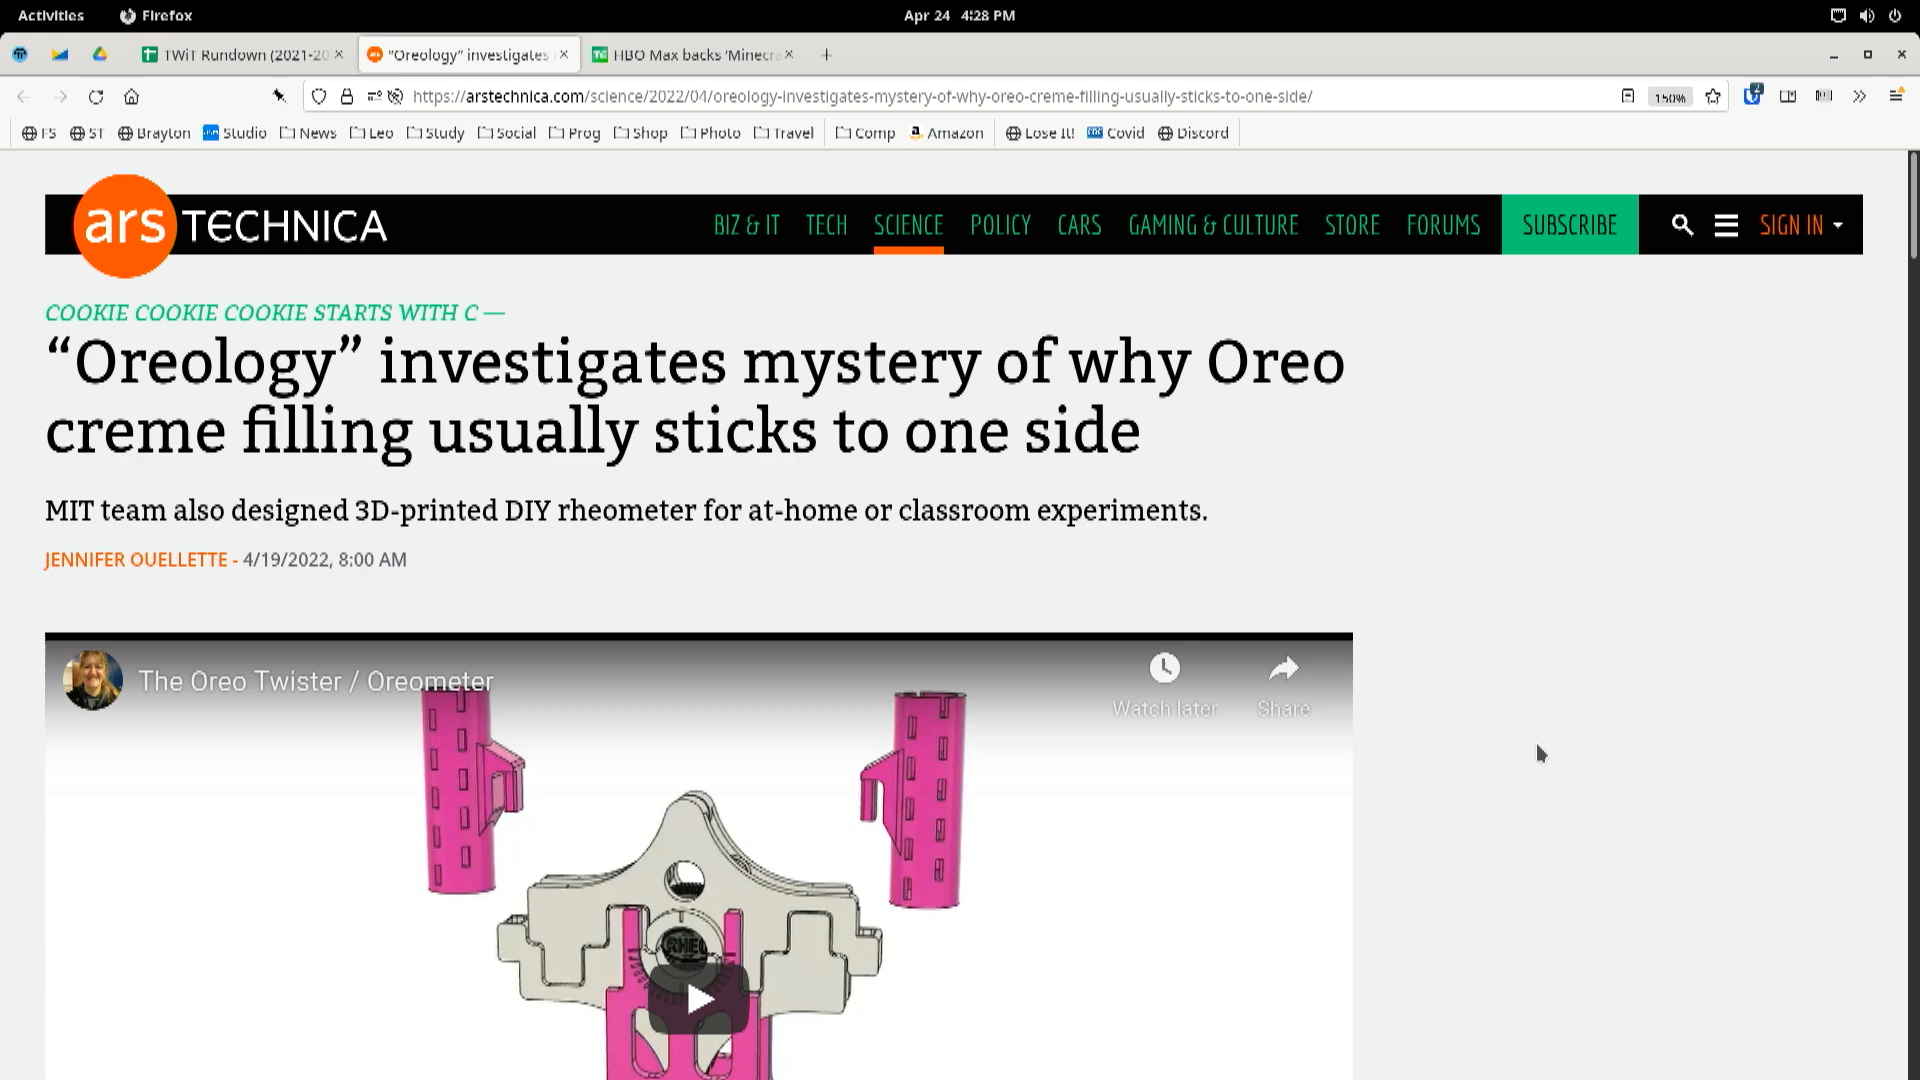 Activities Firefox Apr 24 4:28 PM
TWiT Rundown (2021-20 "Oreology" investigates HBO Max backs 'Minecra
https://arstechnica.com/science/2022/04/oreology-investigates-mystery-of-why-oreo-creme-filling-usually-sticks-to-one-side/ 150% 2
FS ST Brayton Studio News Leo Study Social Prog Shop Photo Travel Comp Amazon Lose It! Covid Discord
ars TECHNICA BIZ & IT TECH SCIENCE POLICY CARS GAMING & CULTURE STORE FORUMS SUBSCRIBE SIGN IN
COOKIE COOKIE COOKIE STARTS WITH C —
“Oreology” investigates mystery of why Oreo
creme filling usually sticks to one side
MIT team also designed 3D-printed DIY rheometer for at-home or classroom experiments.
JENNIFER OUELLETTE - 4/19/2022, 8:00 AM
The Oreo Twister / Oreometer
Watch later Share